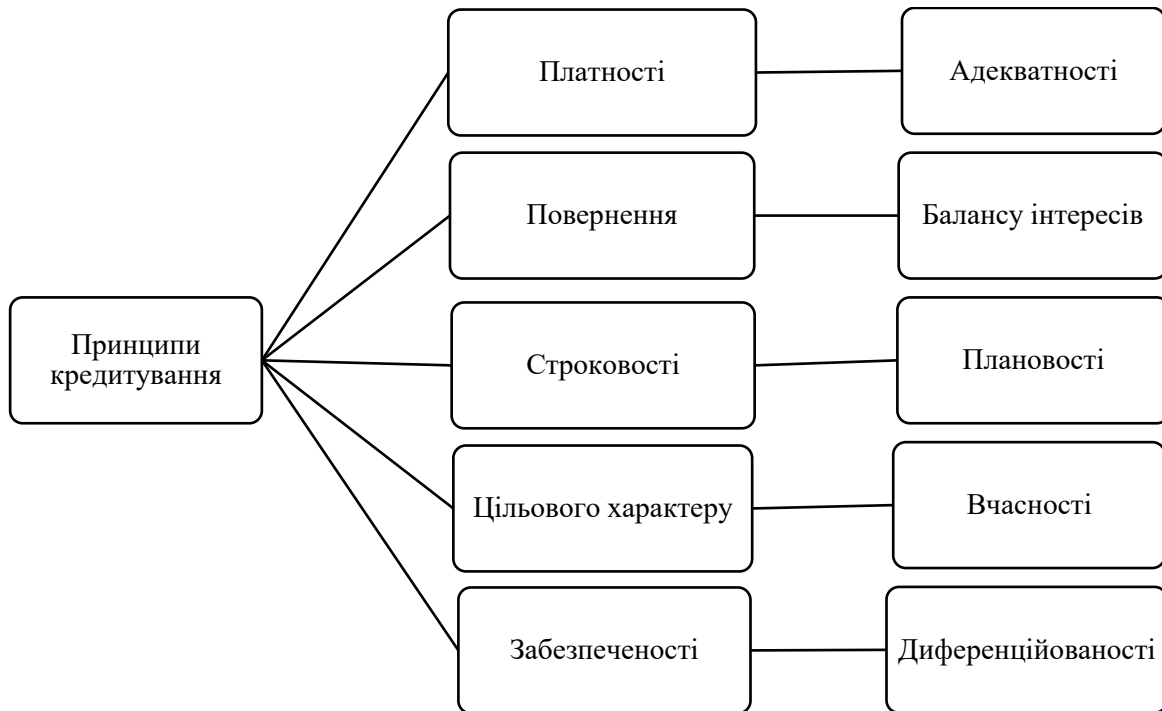 Платності
Адекватності
Повернення
Балансу інтересів
Принципи
кредитування
Строковості
Плановості
Цільового характеру
Вчасності
Забезпеченості
Диференційованості